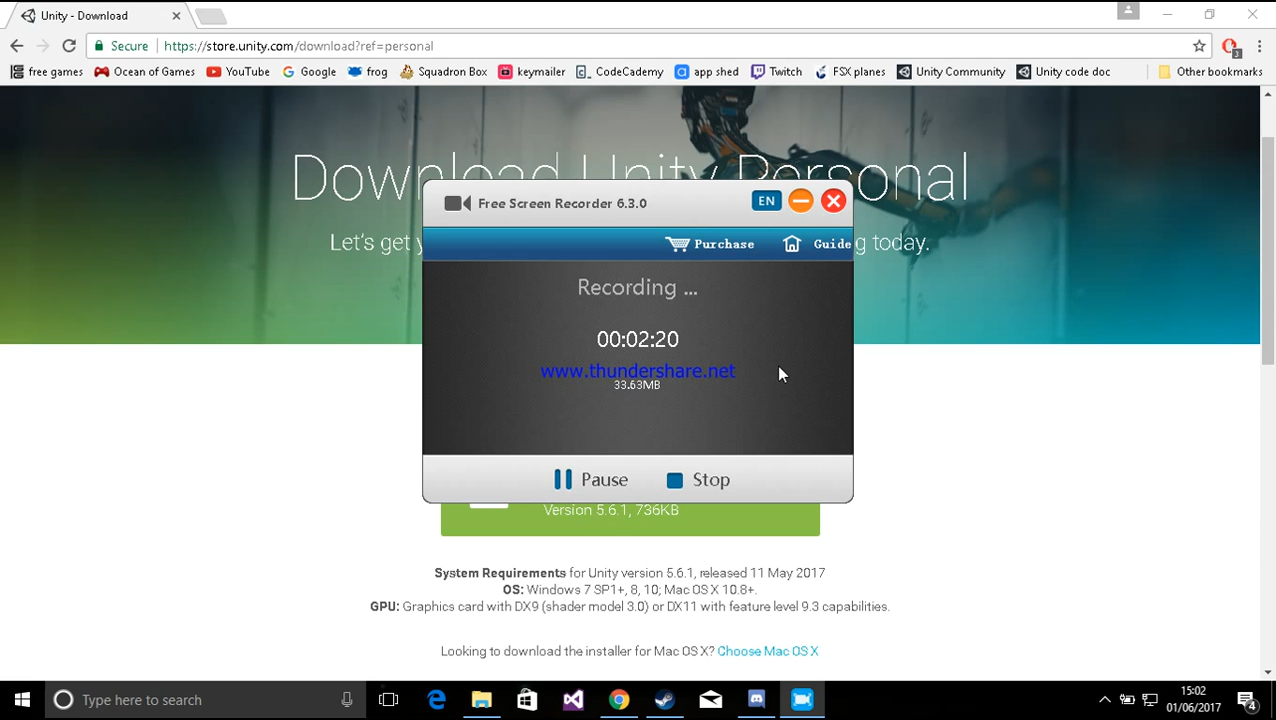 Unity - Download
Secure https://store.unity.com/download?ref=personal
3
free games Ocean of Games YouTube Google frog Squadron Box keymailer CodeCademy app shed Twitch FSX planes Unity Community Unity code doc Other bookmarks
Download Unity Personal
Let's get y g today.
Free Screen Recorder 6.3.0 EN
Purchase Guide
Recording ...
00:02:20
www.thundershare.net
33.63MB
Pause Stop
Version 5.6.1, 736KB
System Requirements for Unity version 5.6.1, released 11 May 2017
OS: Windows 7 SP1+, 8, 10; Mac OS X 10.8+.
GPU: Graphics card with DX9 (shader model 3.0) or DX11 with feature level 9.3 capabilities.
Looking to download the installer for Mac OS X? Choose Mac OS X
Type here to search
15:02
01/06/2017
4